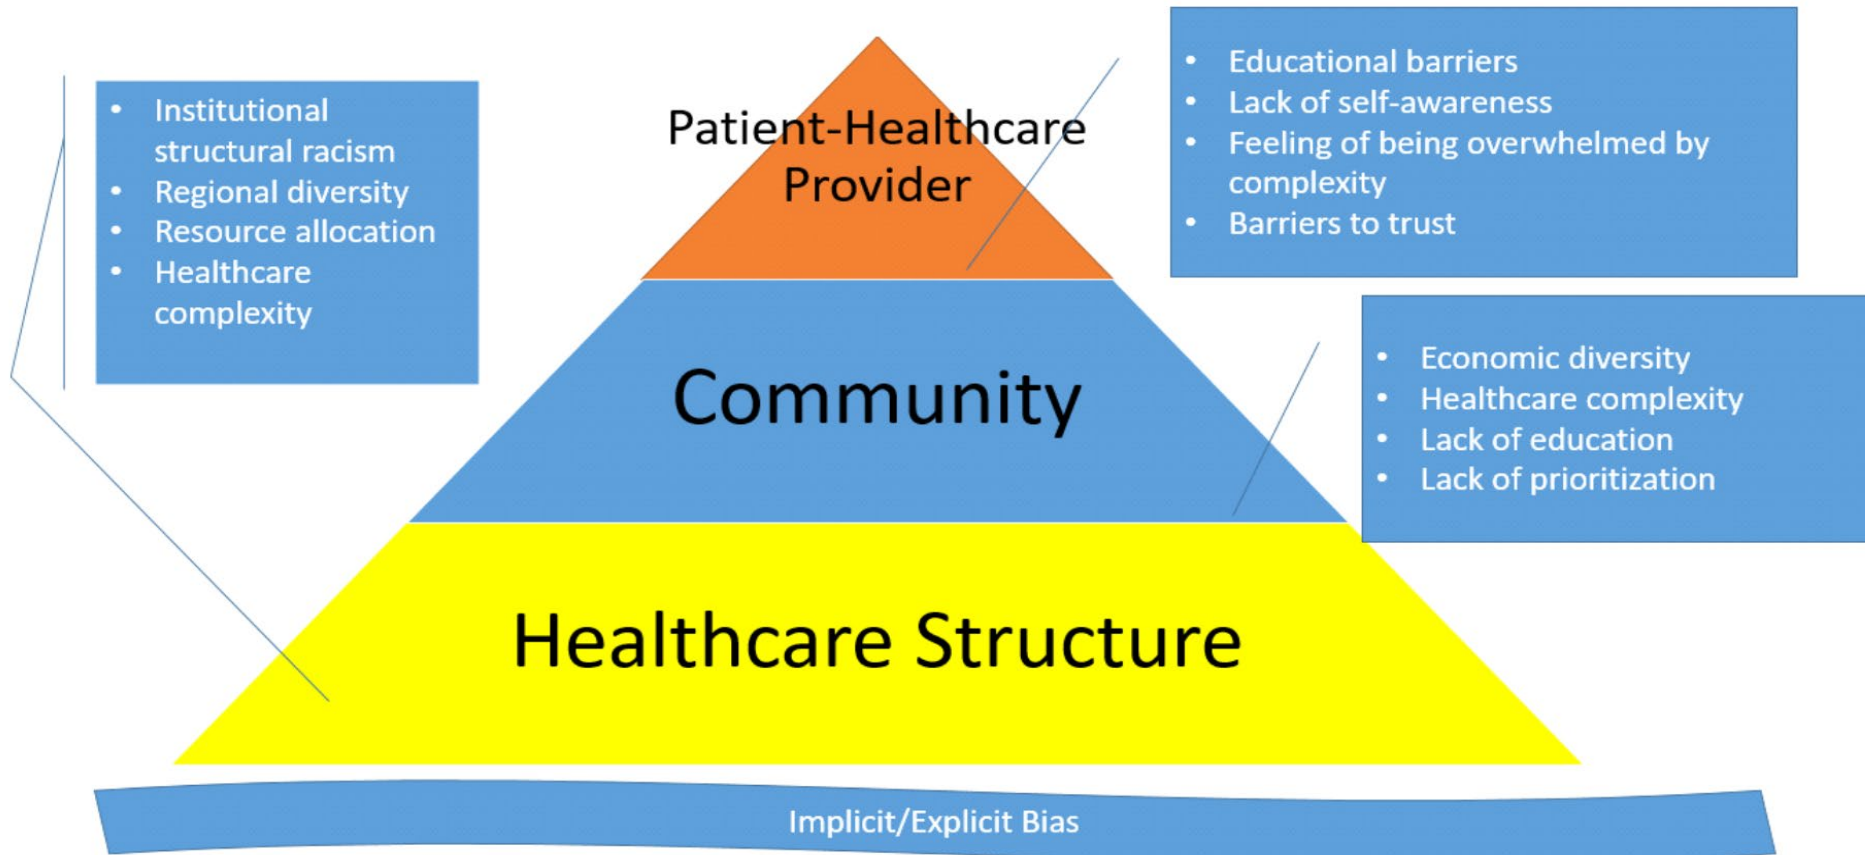 • Institutional
structural racism
• Regional diversity
• Resource allocation
• Healthcare
complexity
Patient-Healthcare
Provider
• Educational barriers
• Lack of self-awareness
• Feeling of being overwhelmed by
complexity
• Barriers to trust
Community
• Economic diversity
• Healthcare complexity
• Lack of education
• Lack of prioritization
Healthcare Structure
Implicit/Explicit Bias